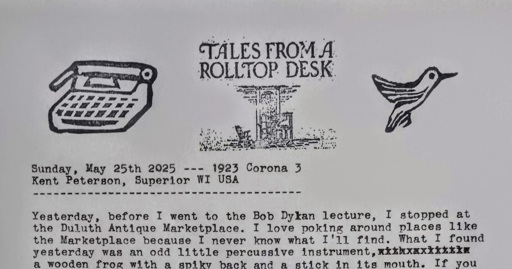 TALES FROM A
ROLLTOP DESK
Sunday, May 25th 2025 --- 1923 Corona 3
Kent Peterson, Superior WI USA
----------------------------------------
Yesterday, before I went to the Bob Dylan lecture, I stopped at
the Duluth Antique Marketplace. I love poking around places like
the Marketplace because I never know what I'll find. What I found
yesterday was an odd little percussive instrument,
a wooden frog with a spiky back and a stick in its mouth. If you